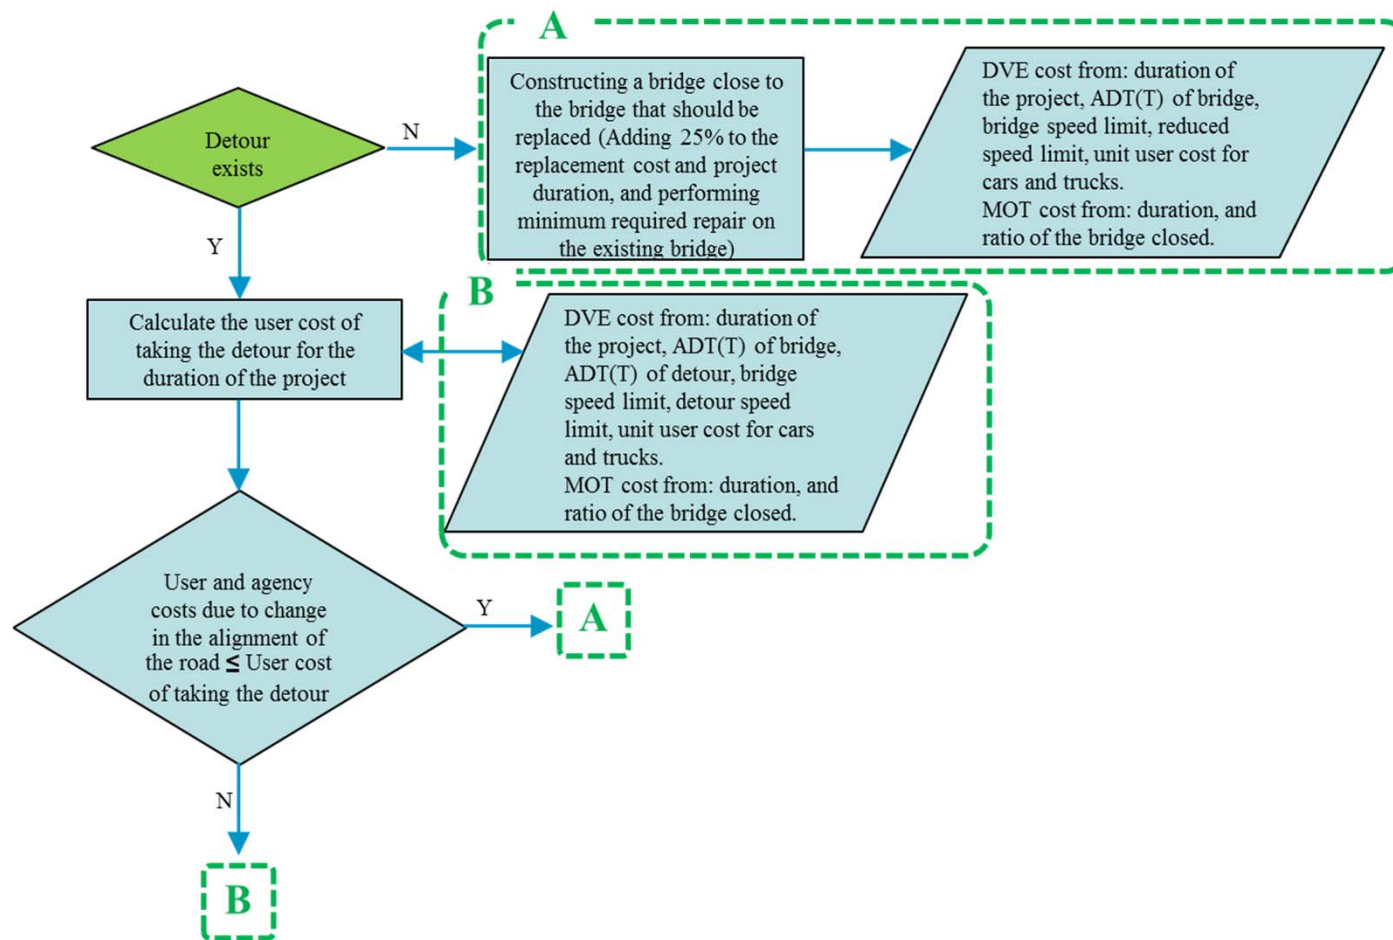 A
Detour
exists
N
Constructing a bridge close to
the bridge that should be
replaced (Adding 25% to the
replacement cost and project
duration, and performing
minimum required repair on
the existing bridge)
DVE cost from: duration of
the project, ADT(T) of bridge,
bridge speed limit, reduced
speed limit, unit user cost for
cars and trucks.
MOT cost from: duration, and
ratio of the bridge closed.
Y
B
Calculate the user cost of
taking the detour for the
duration of the project
DVE cost from: duration of
the project, ADT(T) of bridge,
ADT(T) of detour, bridge
speed limit, detour speed
limit, unit user cost for cars
and trucks.
MOT cost from: duration, and
ratio of the bridge closed.
User and agency
costs due to change
in the alignment of
the road ≤ User cost
of taking the detour
Y
A
N
B